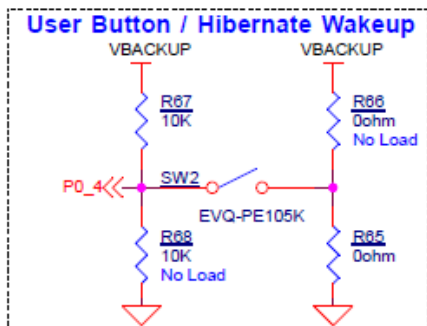 User Button / Hibernate Wakeup
VBACKUP VBACKUP
R67
10K
R66
0ohm
No Load
P0_4
SW2
EVQ-PE105K
R68
10K
No Load
R65
0ohm